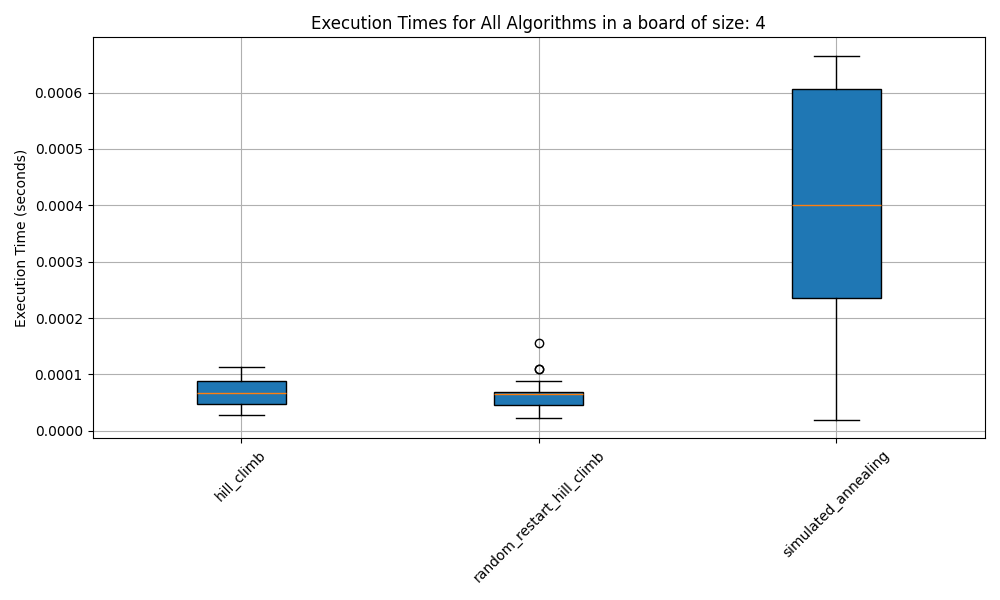 Execution Times for All Algorithms in a board of size: 4
Execution Time (seconds)
0.0006
0.0005
0.0004
0.0003
0.0002
0.0001
0.0000
hill_climb
random_restart_hill_climb
simulated_annealing